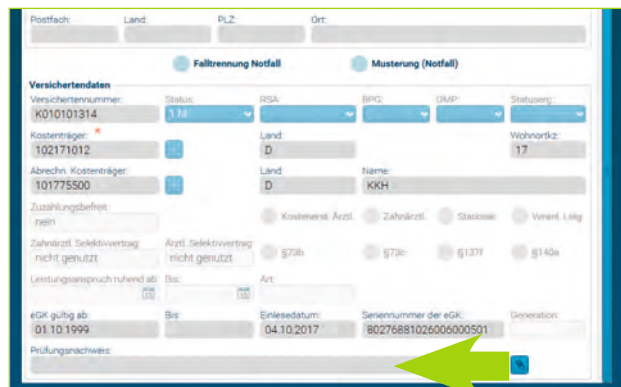 Postfach: Land: PLZ: Ort:
Falltrennung Notfall Musterung (Notfall)
Versichertendaten
Versichertennummer: Status: RSA: BPG: DMP: Statuserg.:
K010101314 1 M
Kostenträger: * Land: Wohnortkz.:
102171012 D 17
Abrechn. Kostenträger: Land: Name:
101775500 D KKH
Zuzahlungsbefreit:
nein Kostenerst. Ärztl. Zahnärztl. Stationär Veranl. Lstg
Zahnärztl. Selektivvertrag: Ärztl. Selektivvertrag:
nicht genutzt nicht genutzt §73b §73c §137f §140a
Leistungsanspruch ruhend ab: Bis: Art:
eGK gültig ab: Bis: Einlesedatum: Seriennummer der eGK: Generation:
01.10.1999 04.10.2017 80276881026006000501
Prüfungsnachweis: